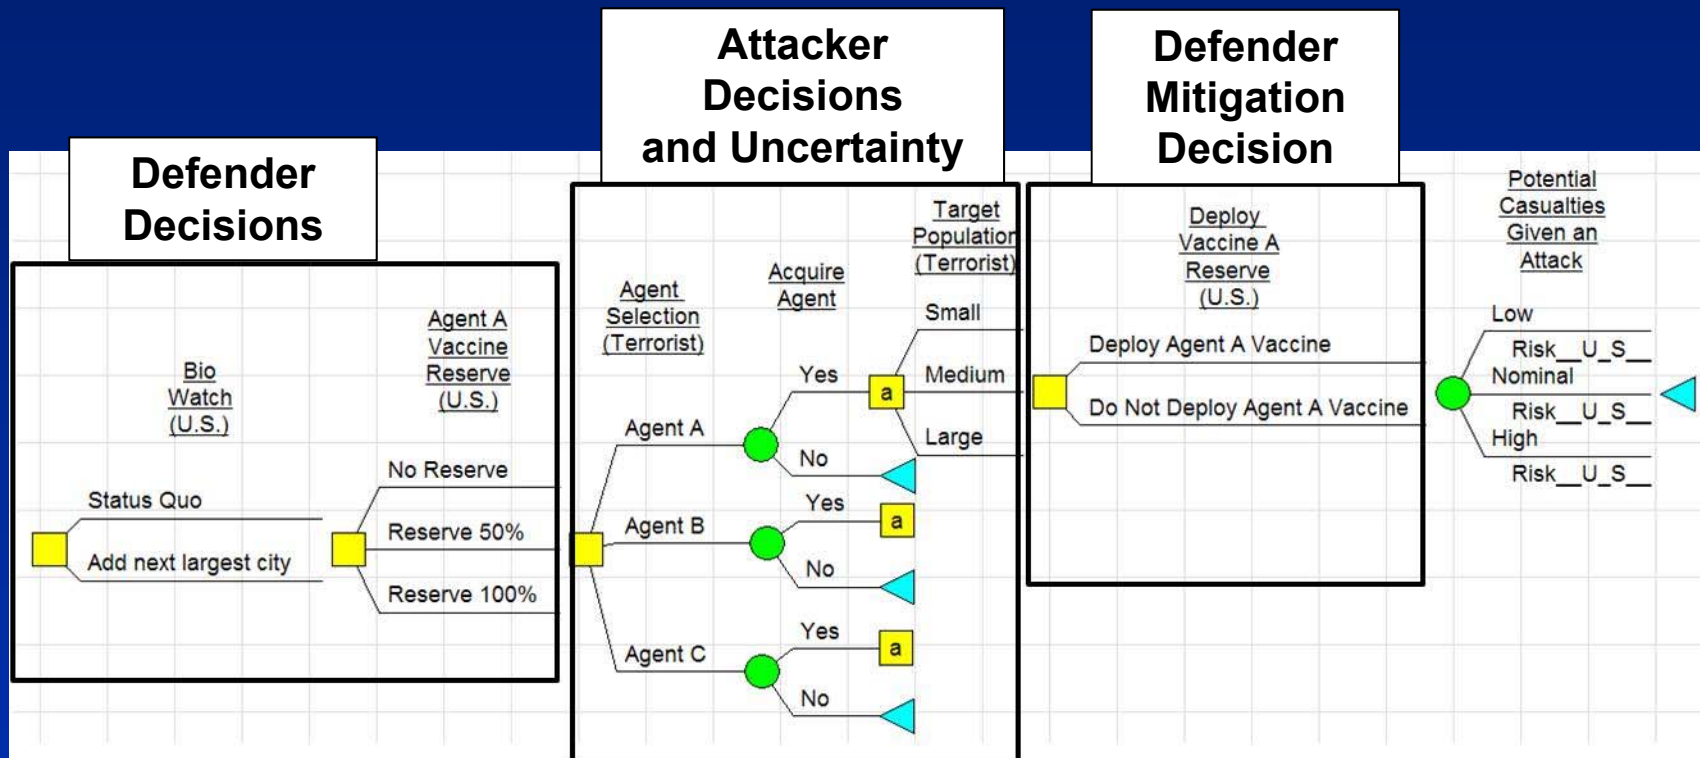 Defender
Decisions
Attacker
Decisions
and Uncertainty
Defender
Mitigation
Decision
Bio
Watch
(U.S.)
Status Quo
Add next largest city
Agent A
Vaccine
Reserve
(U.S.)
No Reserve
Reserve 50%
Reserve 100%
Agent
Selection
(Terrorist)
Agent A
Agent B
Agent C
Acquire
Agent
Yes
No
Yes
No
Yes
No
Target
Population
(Terrorist)
a
Small
Medium
Large
a
a
Deploy
Vaccine A
Reserve
(U.S.)
Deploy Agent A Vaccine
Do Not Deploy Agent A Vaccine
Potential
Casualties
Given an
Attack
Low
Risk__U_S__
Nominal
Risk__U_S__
High
Risk__U_S__